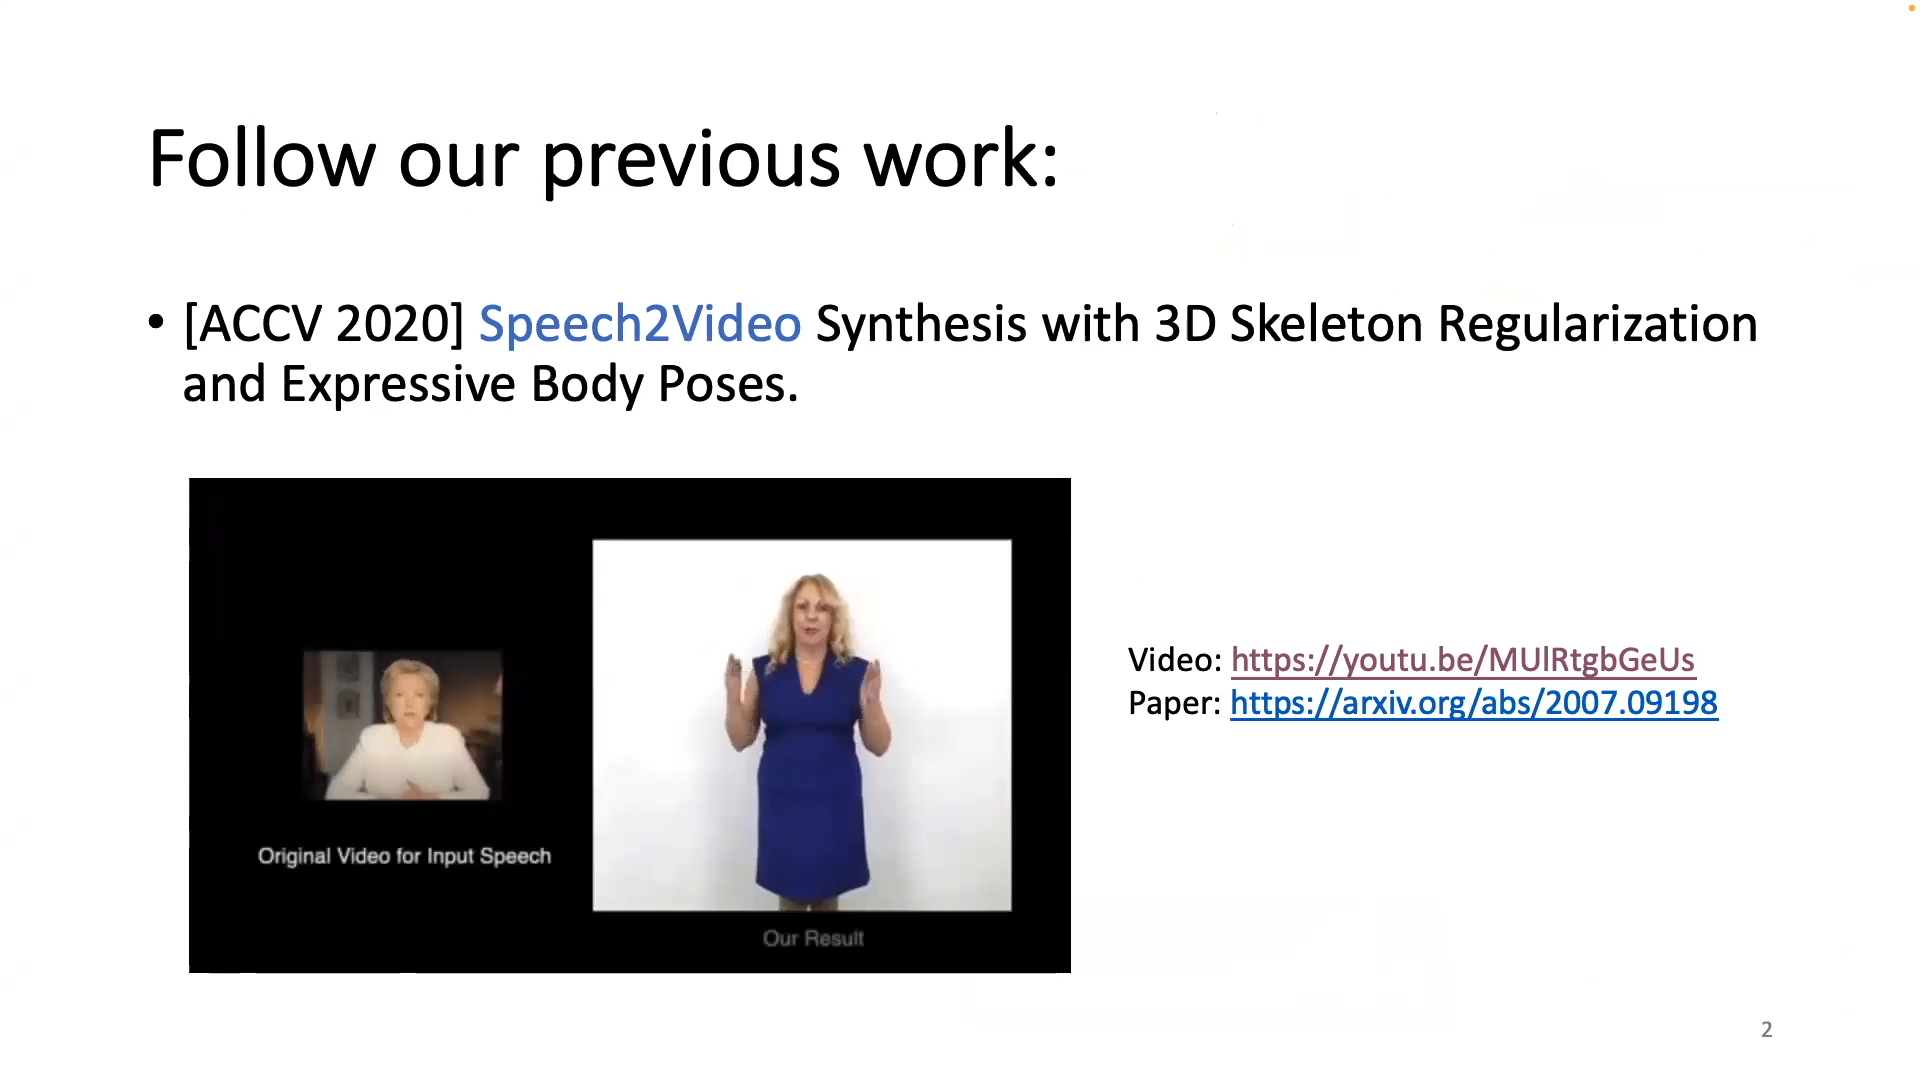 Follow our previous work:
• [ACCV 2020] Speech2Video Synthesis with 3D Skeleton Regularization
and Expressive Body Poses.
Original Video for Input Speech
Our Result
Video: https://youtu.be/MUlRtgbGeUs
Paper: https://arxiv.org/abs/2007.09198
2